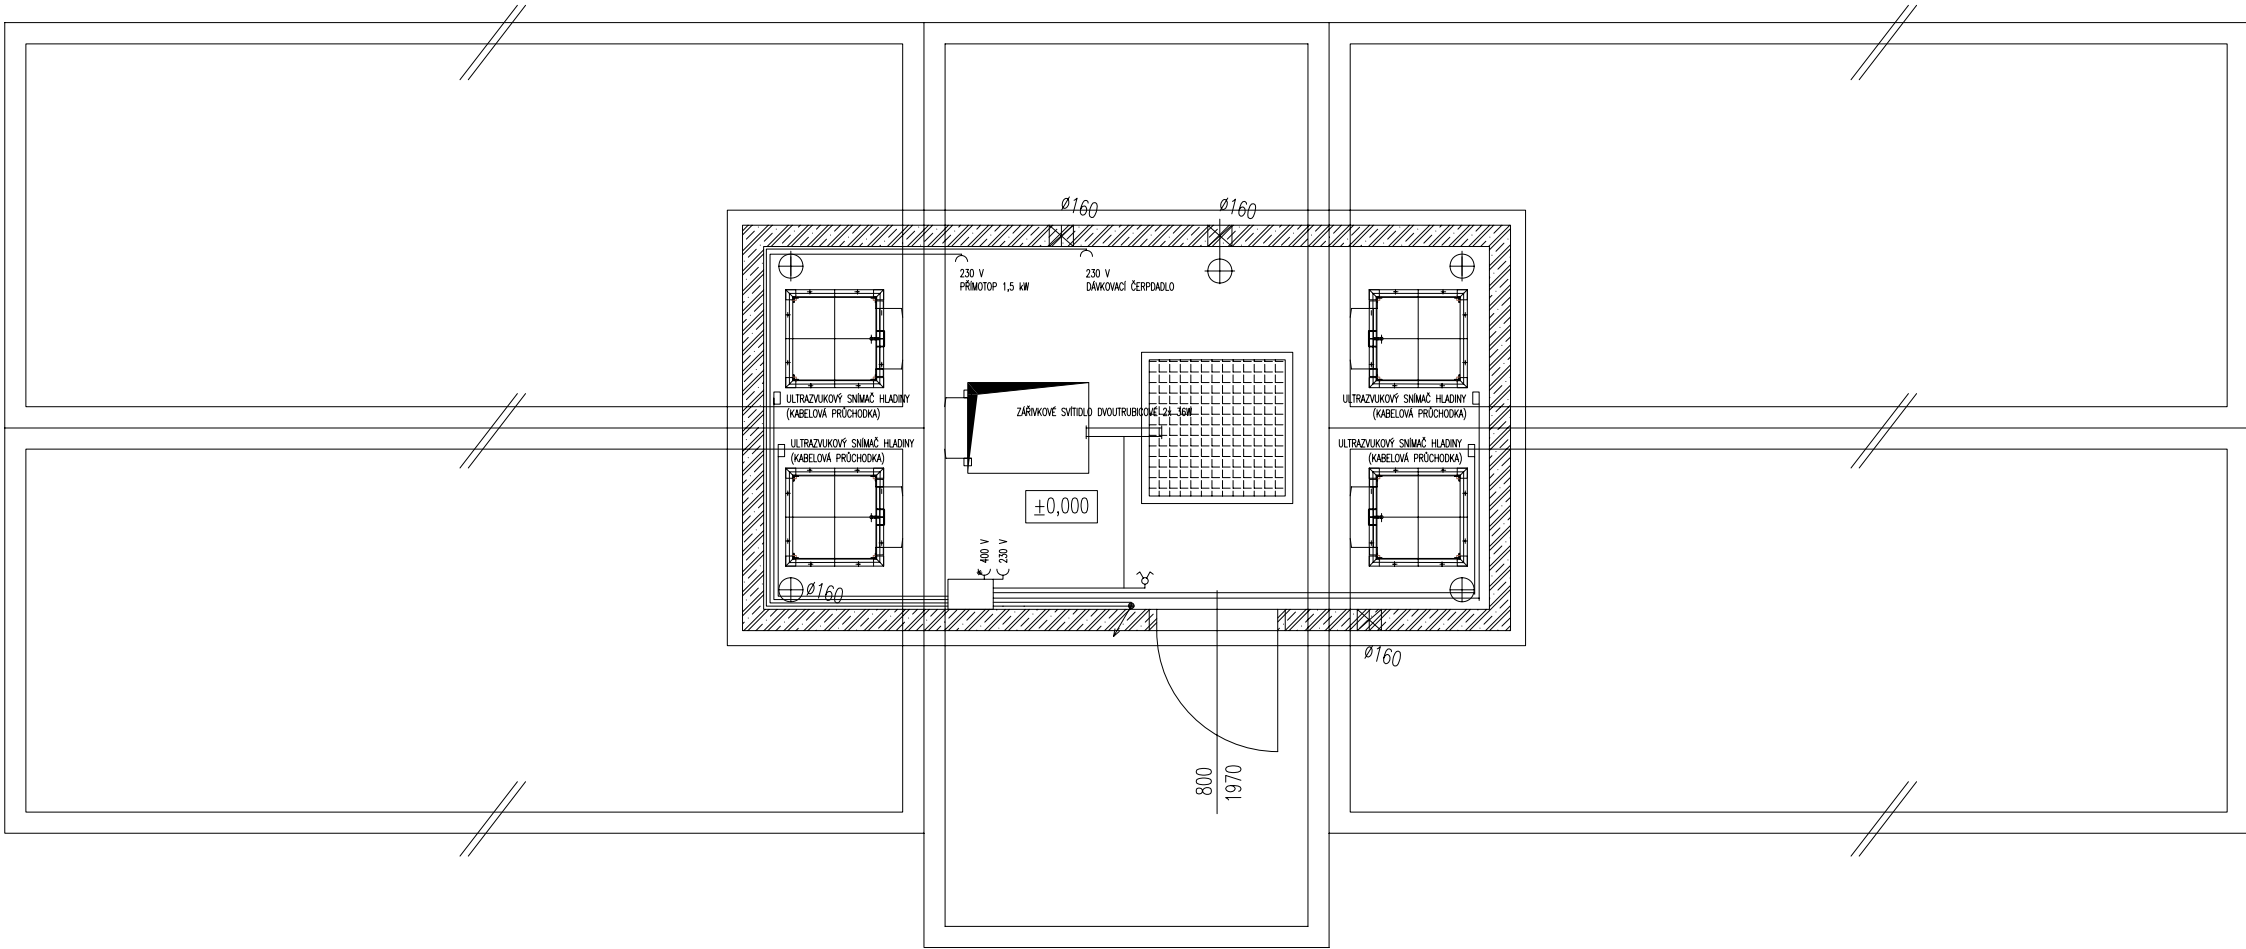 ø160
ø160
230 V
PŘÍMOTOP 1,5 kW
230 V
DÁVKOVACÍ ČERPDADLO
ULTRAZVUKOVÝ SNÍMAČ HLADINY
(KABELOVÁ PRŮCHODKA)
ULTRAZVUKOVÝ SNÍMAČ HLADINY
(KABELOVÁ PRŮCHODKA)
ZÁŘIVKOVÉ SVÍTIDLO DVOUTRUBICOVÉ 2x 36W
ULTRAZVUKOVÝ SNÍMAČ HLADINY
(KABELOVÁ PRŮCHODKA)
ULTRAZVUKOVÝ SNÍMAČ HLADINY
(KABELOVÁ PRŮCHODKA)
±0,000
400 V
230 V
ø160
ø160
800
1970